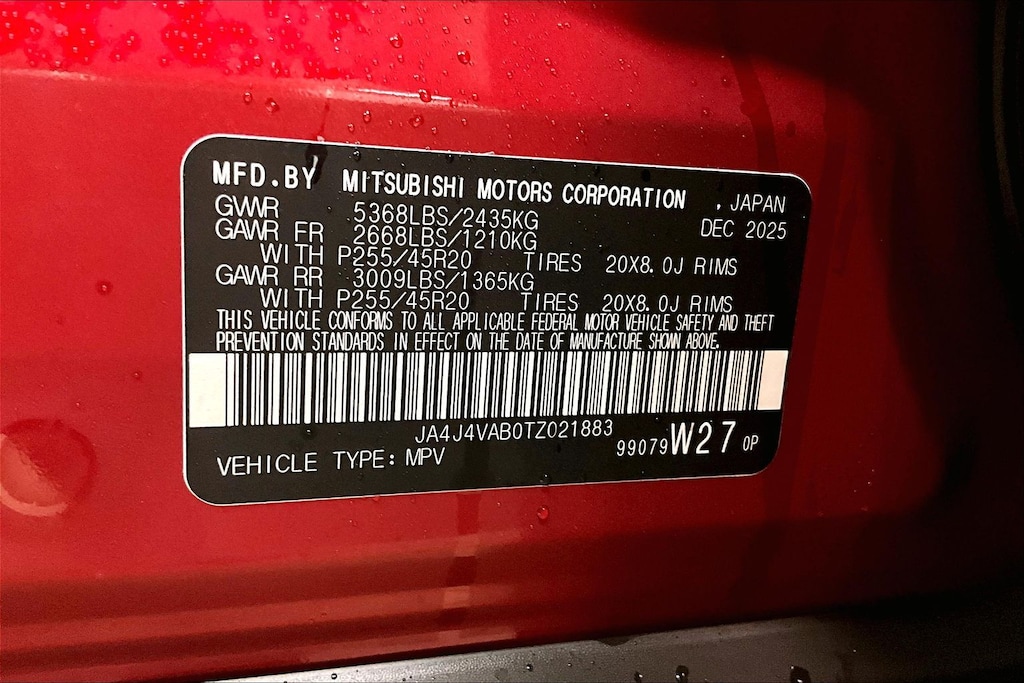 MFD.BY MITSUBISHI MOTORS CORPORATION , JAPAN
GVWR 5368LBS/2435KG DEC 2025
GAWR FR 2668LBS/1210KG
WITH P255/45R20 TIRES 20X8.0J RIMS
GAWR RR 3009LBS/1365KG
WITH P255/45R20 TIRES 20X8.0J RIMS
THIS VEHICLE CONFORMS TO ALL APPLICABLE FEDERAL MOTOR VEHICLE SAFETY AND THEFT
PREVENTION STANDARDS IN EFFECT ON THE DATE OF MANUFACTURE SHOWN ABOVE.
JA4J4VAB0TZ021883
VEHICLE TYPE: MPV 99079 W27 0P